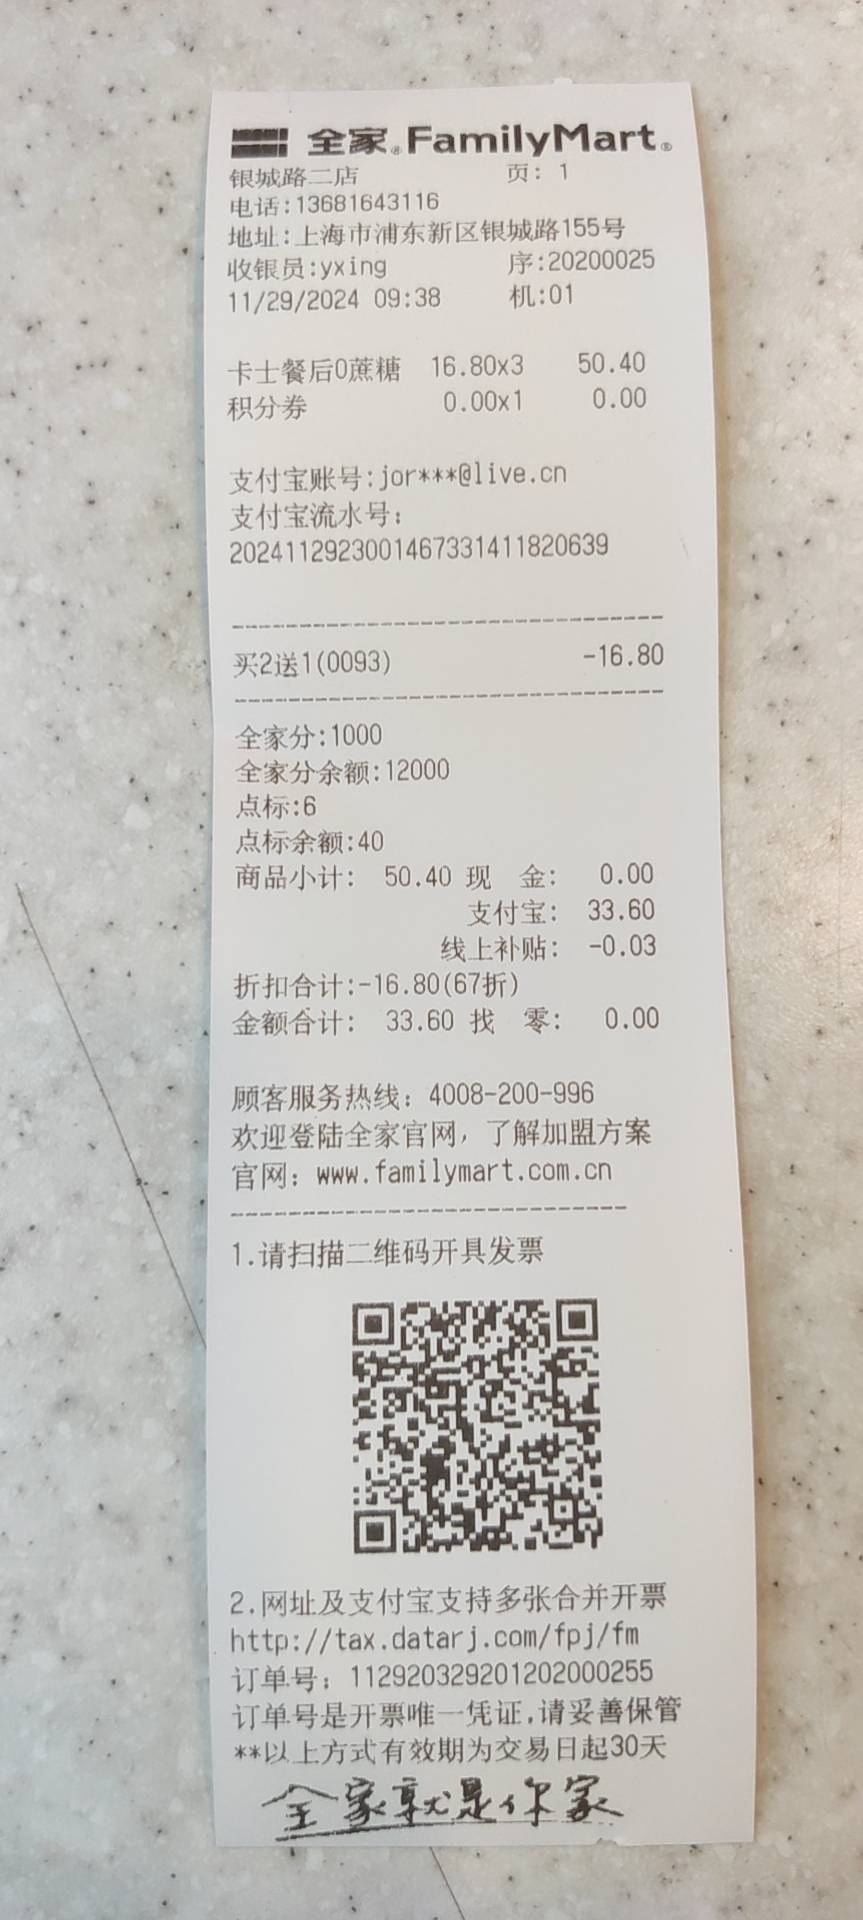 全家®FamilyMart®
银城路二店 页: 1
电话:13681643116
地址:上海市浦东新区银城路155号
收银员:yxing 序:20200025
11/29/2024 09:38 机:01
卡士餐后0蔗糖 16.80x3 50.40
积分券 0.00x1 0.00
支付宝账号:jor***@live.cn
支付宝流水号:
2024112923001467331411820639
买2送1(0093) -16.80
全家分:1000
全家分余额:12000
点标:6
点标余额:40
商品小计: 50.40 现 金: 0.00
支付宝: 33.60
线上补贴: -0.03
折扣合计:-16.80(67折)
金额合计: 33.60 找 零: 0.00
顾客服务热线: 4008-200-996
欢迎登陆全家官网,了解加盟方案
官网: www.familymart.com.cn
1.请扫描二维码开具发票
2.网址及支付宝支持多张合并开票
http://tax.datarj.com/fpj/fm
订单号: 112920329201202000255
订单号是开票唯一凭证,请妥善保管
**以上方式有效期为交易日起30天
全家就是你家